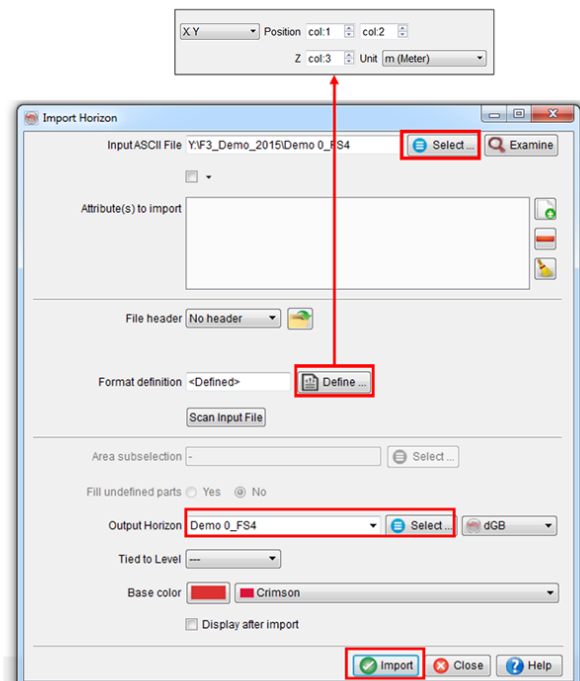 X Y Position col:1 col:2
Z col:3 Unit m (Meter)
Import Horizon
Input ASCII File Y:\F3_Demo_2015\Demo 0_FS4 Select ... Examine
Attribute(s) to import
File header No header
Format definition <Defined> Define ...
Scan Input File
Area subselection - Select ...
Fill undefined parts Yes No
Output Horizon Demo 0_FS4 Select ... dGB
Tied to Level ---
Base color Crimson
Display after import
Import Close Help